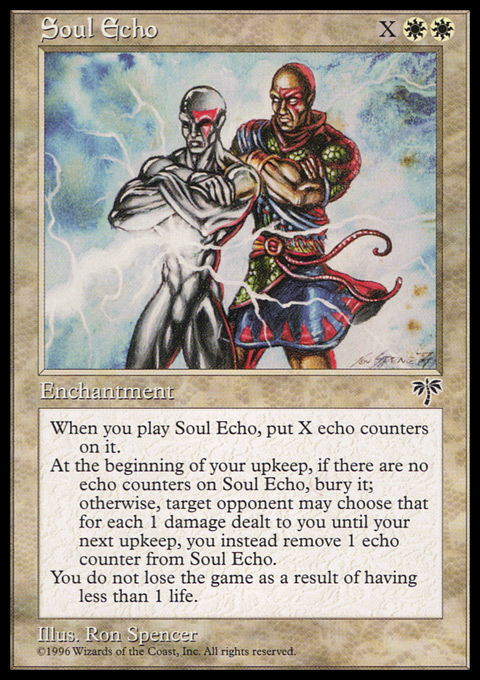 Soul Echo X
Enchantment
When you play Soul Echo, put X echo counters
on it.
At the beginning of your upkeep, if there are no
echo counters on Soul Echo, bury it;
otherwise, target opponent may choose that
for each 1 damage dealt to you until your
next upkeep, you instead remove 1 echo
counter from Soul Echo.
You do not lose the game as a result of having
less than 1 life.
Illus. Ron Spencer
©1996 Wizards of the Coast, Inc. All rights reserved.